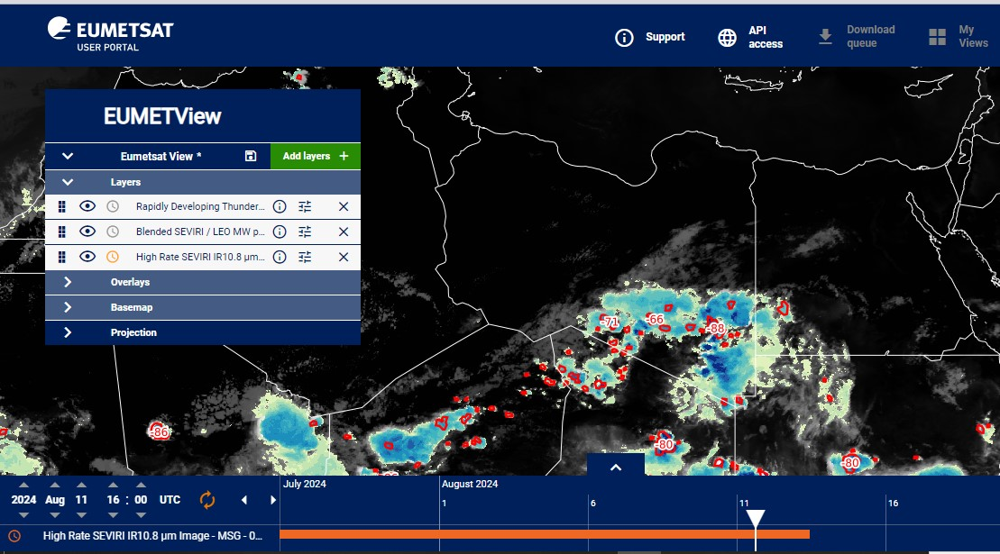 EUMETSAT
USER PORTAL
Support
API
access
Download
queue
My
Views
EUMETView
Eumetsat View *
Add layers +
Layers
Rapidly Developing Thunder...
Blended SEVIRI / LEO MW p...
High Rate SEVIRI IR10.8 µm...
Overlays
Basemap
Projection
-71
-66
-88
-86
-80
-80
2024 Aug 11 16 : 00 UTC
July 2024
August 2024
1
6
11
16
High Rate SEVIRI IR10.8 µm Image - MSG - 0...